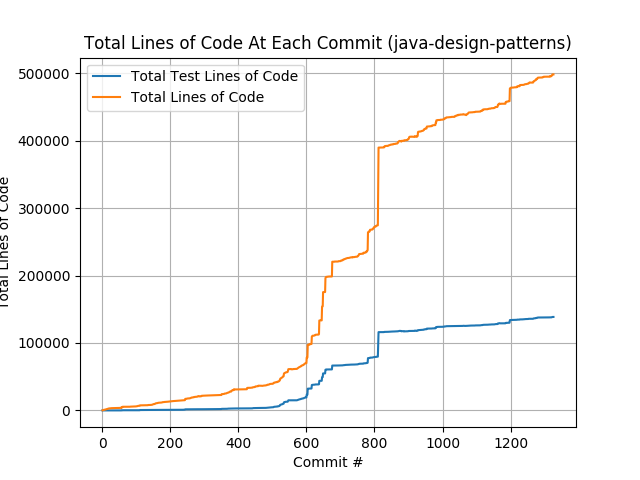 Total Lines of Code At Each Commit (java-design-patterns)
Total Test Lines of Code
Total Lines of Code
500000
400000
300000
200000
100000
0
Total Lines of Code
0 200 400 600 800 1000 1200
Commit #